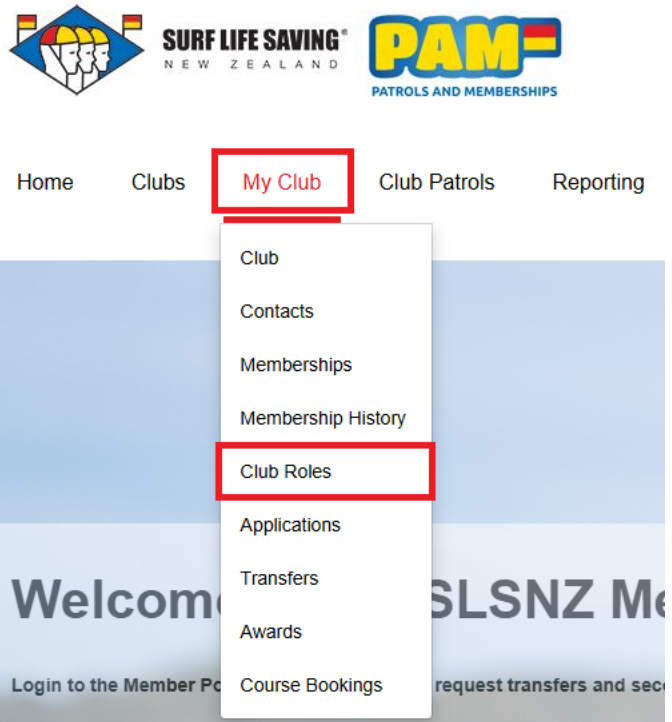 SURF LIFE SAVING®
NEW ZEALAND
PAM
PATROLS AND MEMBERSHIPS
Home Clubs My Club Club Patrols Reporting
Club
Contacts
Memberships
Membership History
Club Roles
Applications
Transfers
Awards
Course Bookings
Welcom SLSNZ Me
Login to the Member Po request transfers and seco